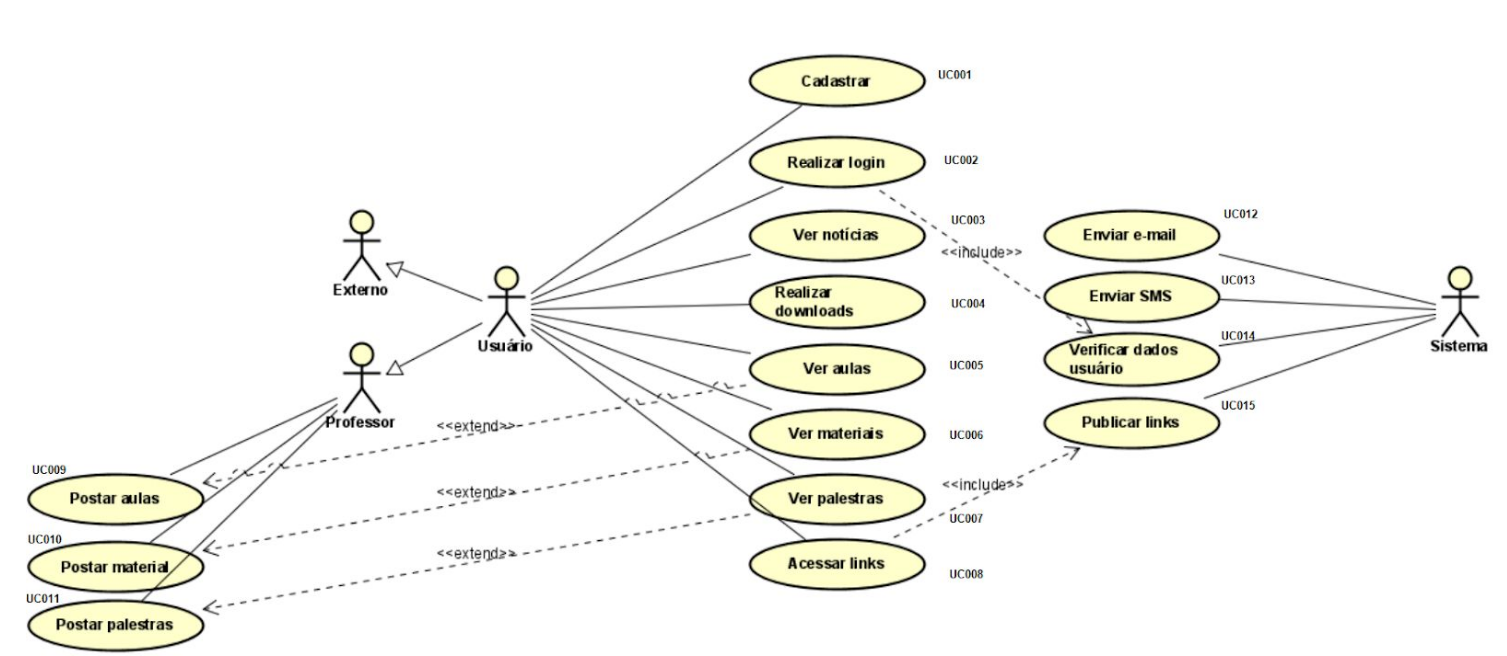 Cadastrar
UC001
Realizar login
UC002
Ver notícias
UC003
<<include>>
Realizar
downloads
UC004
Ver aulas
UC005
Ver materiais
UC006
Ver palestras
<<include>>
UC007
Acessar links
UC008
Externo
Usuário
Professor
<<extend>>
<<extend>>
<<extend>>
UC009
Postar aulas
UC010
Postar material
UC011
Postar palestras
UC012
Enviar e-mail
UC013
Enviar SMS
UC014
Verificar dados
usuário
UC015
Publicar links
Sistema